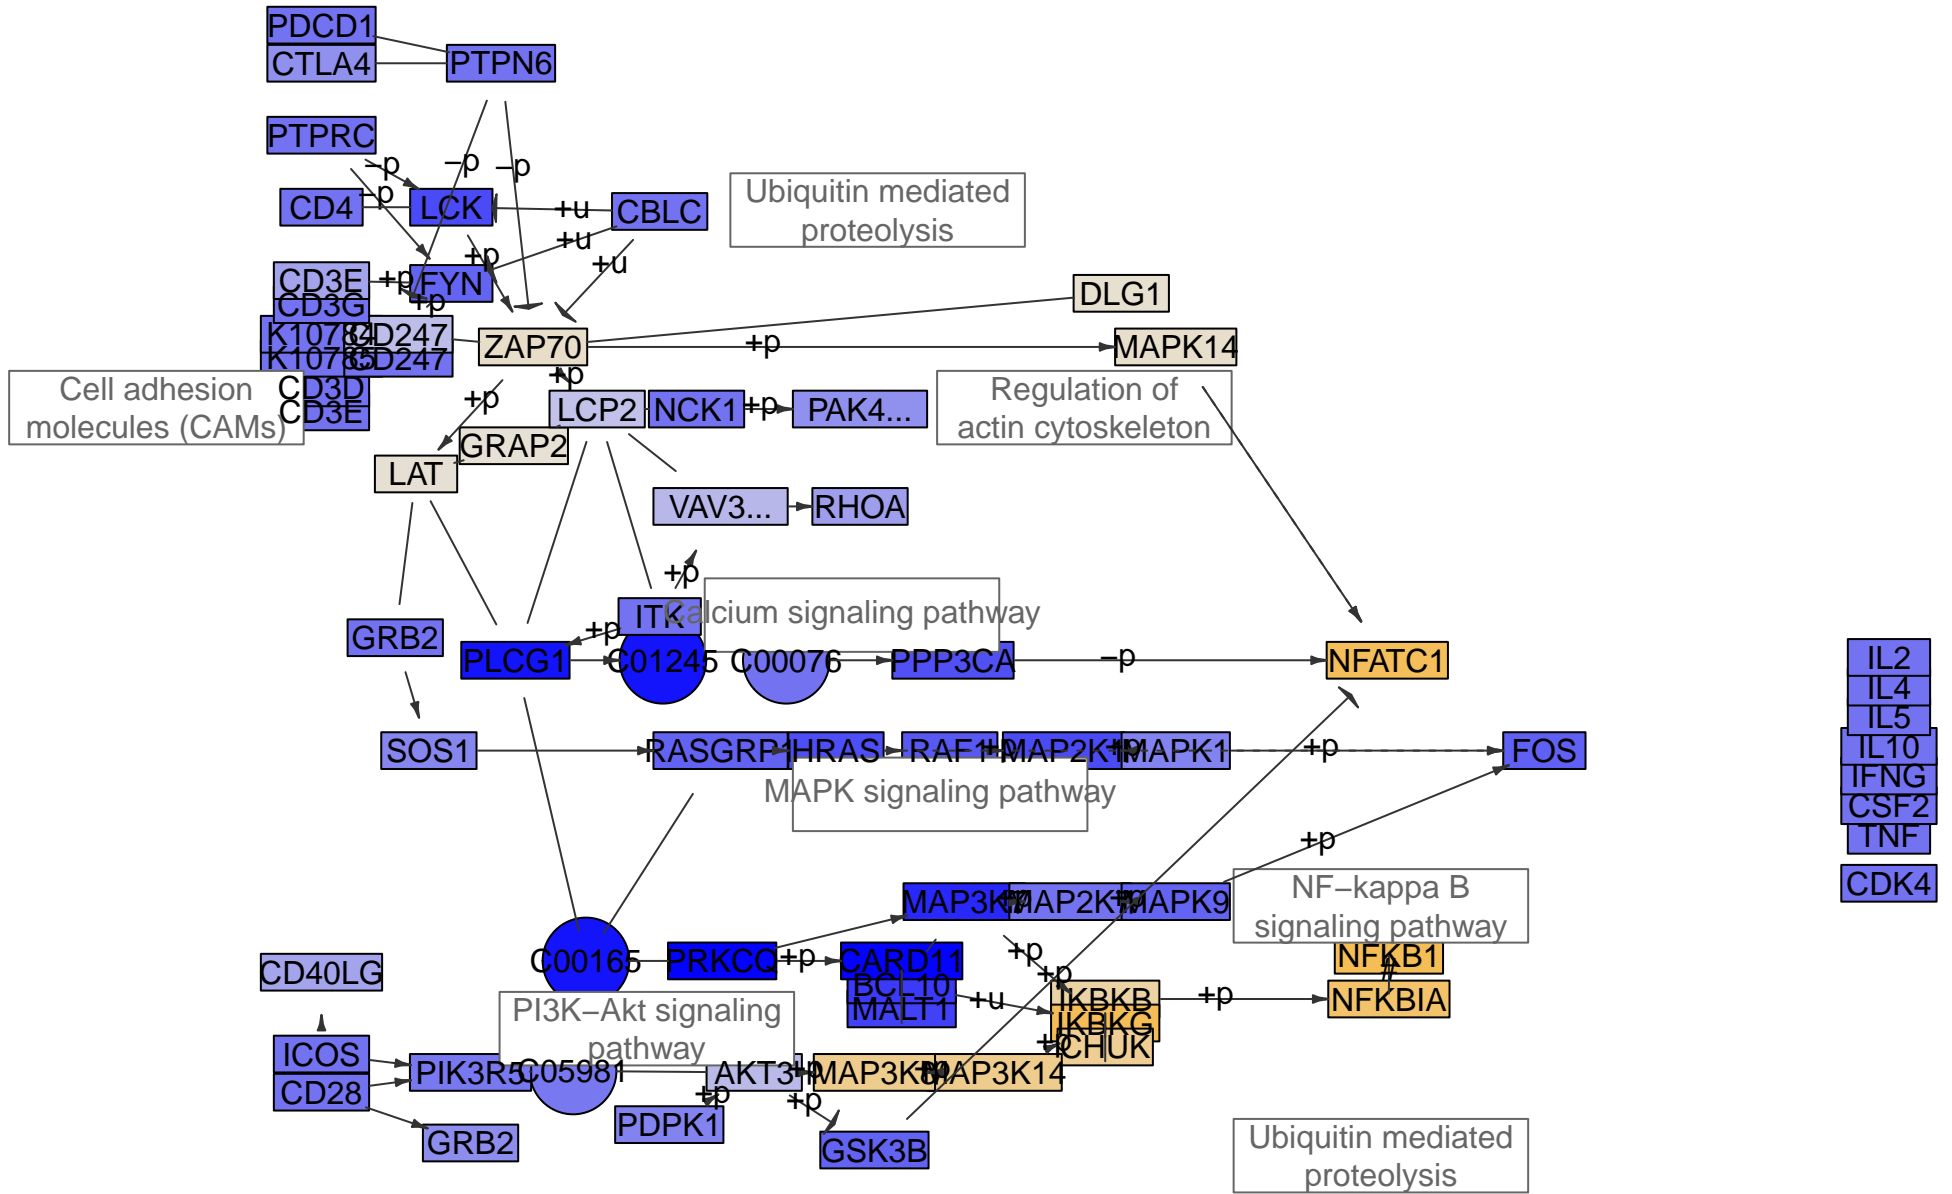 PDCD1
CTLA4
PTPN6
PTPRC
−p
−p
−p
−p
CD4
LCK
+u
CBLC
Ubiquitin mediated
proteolysis
+u
+p
+u
CD3E
+p
FYN
+p
CD3G
DLG1
K10784
CD247
K10785
CD247
ZAP70
+p
MAPK14
CD3D
CD3E
Cell adhesion
molecules (CAMs)
+p
+p
LCP2
NCK1
+p
PAK4...
Regulation of
actin cytoskeleton
GRAP2
LAT
VAV3...
RHOA
+p
ITK
Calcium signaling pathway
GRB2
+p
PLCG1
C01245
C00076
PPP3CA
−p
NFATC1
IL2
IL4
IL5
IL10
IFNG
CSF2
TNF
CDK4
SOS1
RASGRP1
HRAS
RAF1
+p
MAP2K1
+p
MAPK1
+p
FOS
MAPK signaling pathway
+p
MAP3K7
+p
MAP2K7
+p
MAPK9
NF−kappa B
signaling pathway
C00165
PRKCQ
+p
CARD11
BCL10
MALT1
+p
+p
+u
IKBKB
IKBKG
CHUK
+p
+p
NFKB1
NFKBIA
CD40LG
PI3K−Akt signaling
pathway
ICOS
CD28
PIK3R5
C05981
AKT3
+p
MAP3K8
+p
MAP3K14
+p
+p
PDPK1
GRB2
GSK3B
Ubiquitin mediated
proteolysis